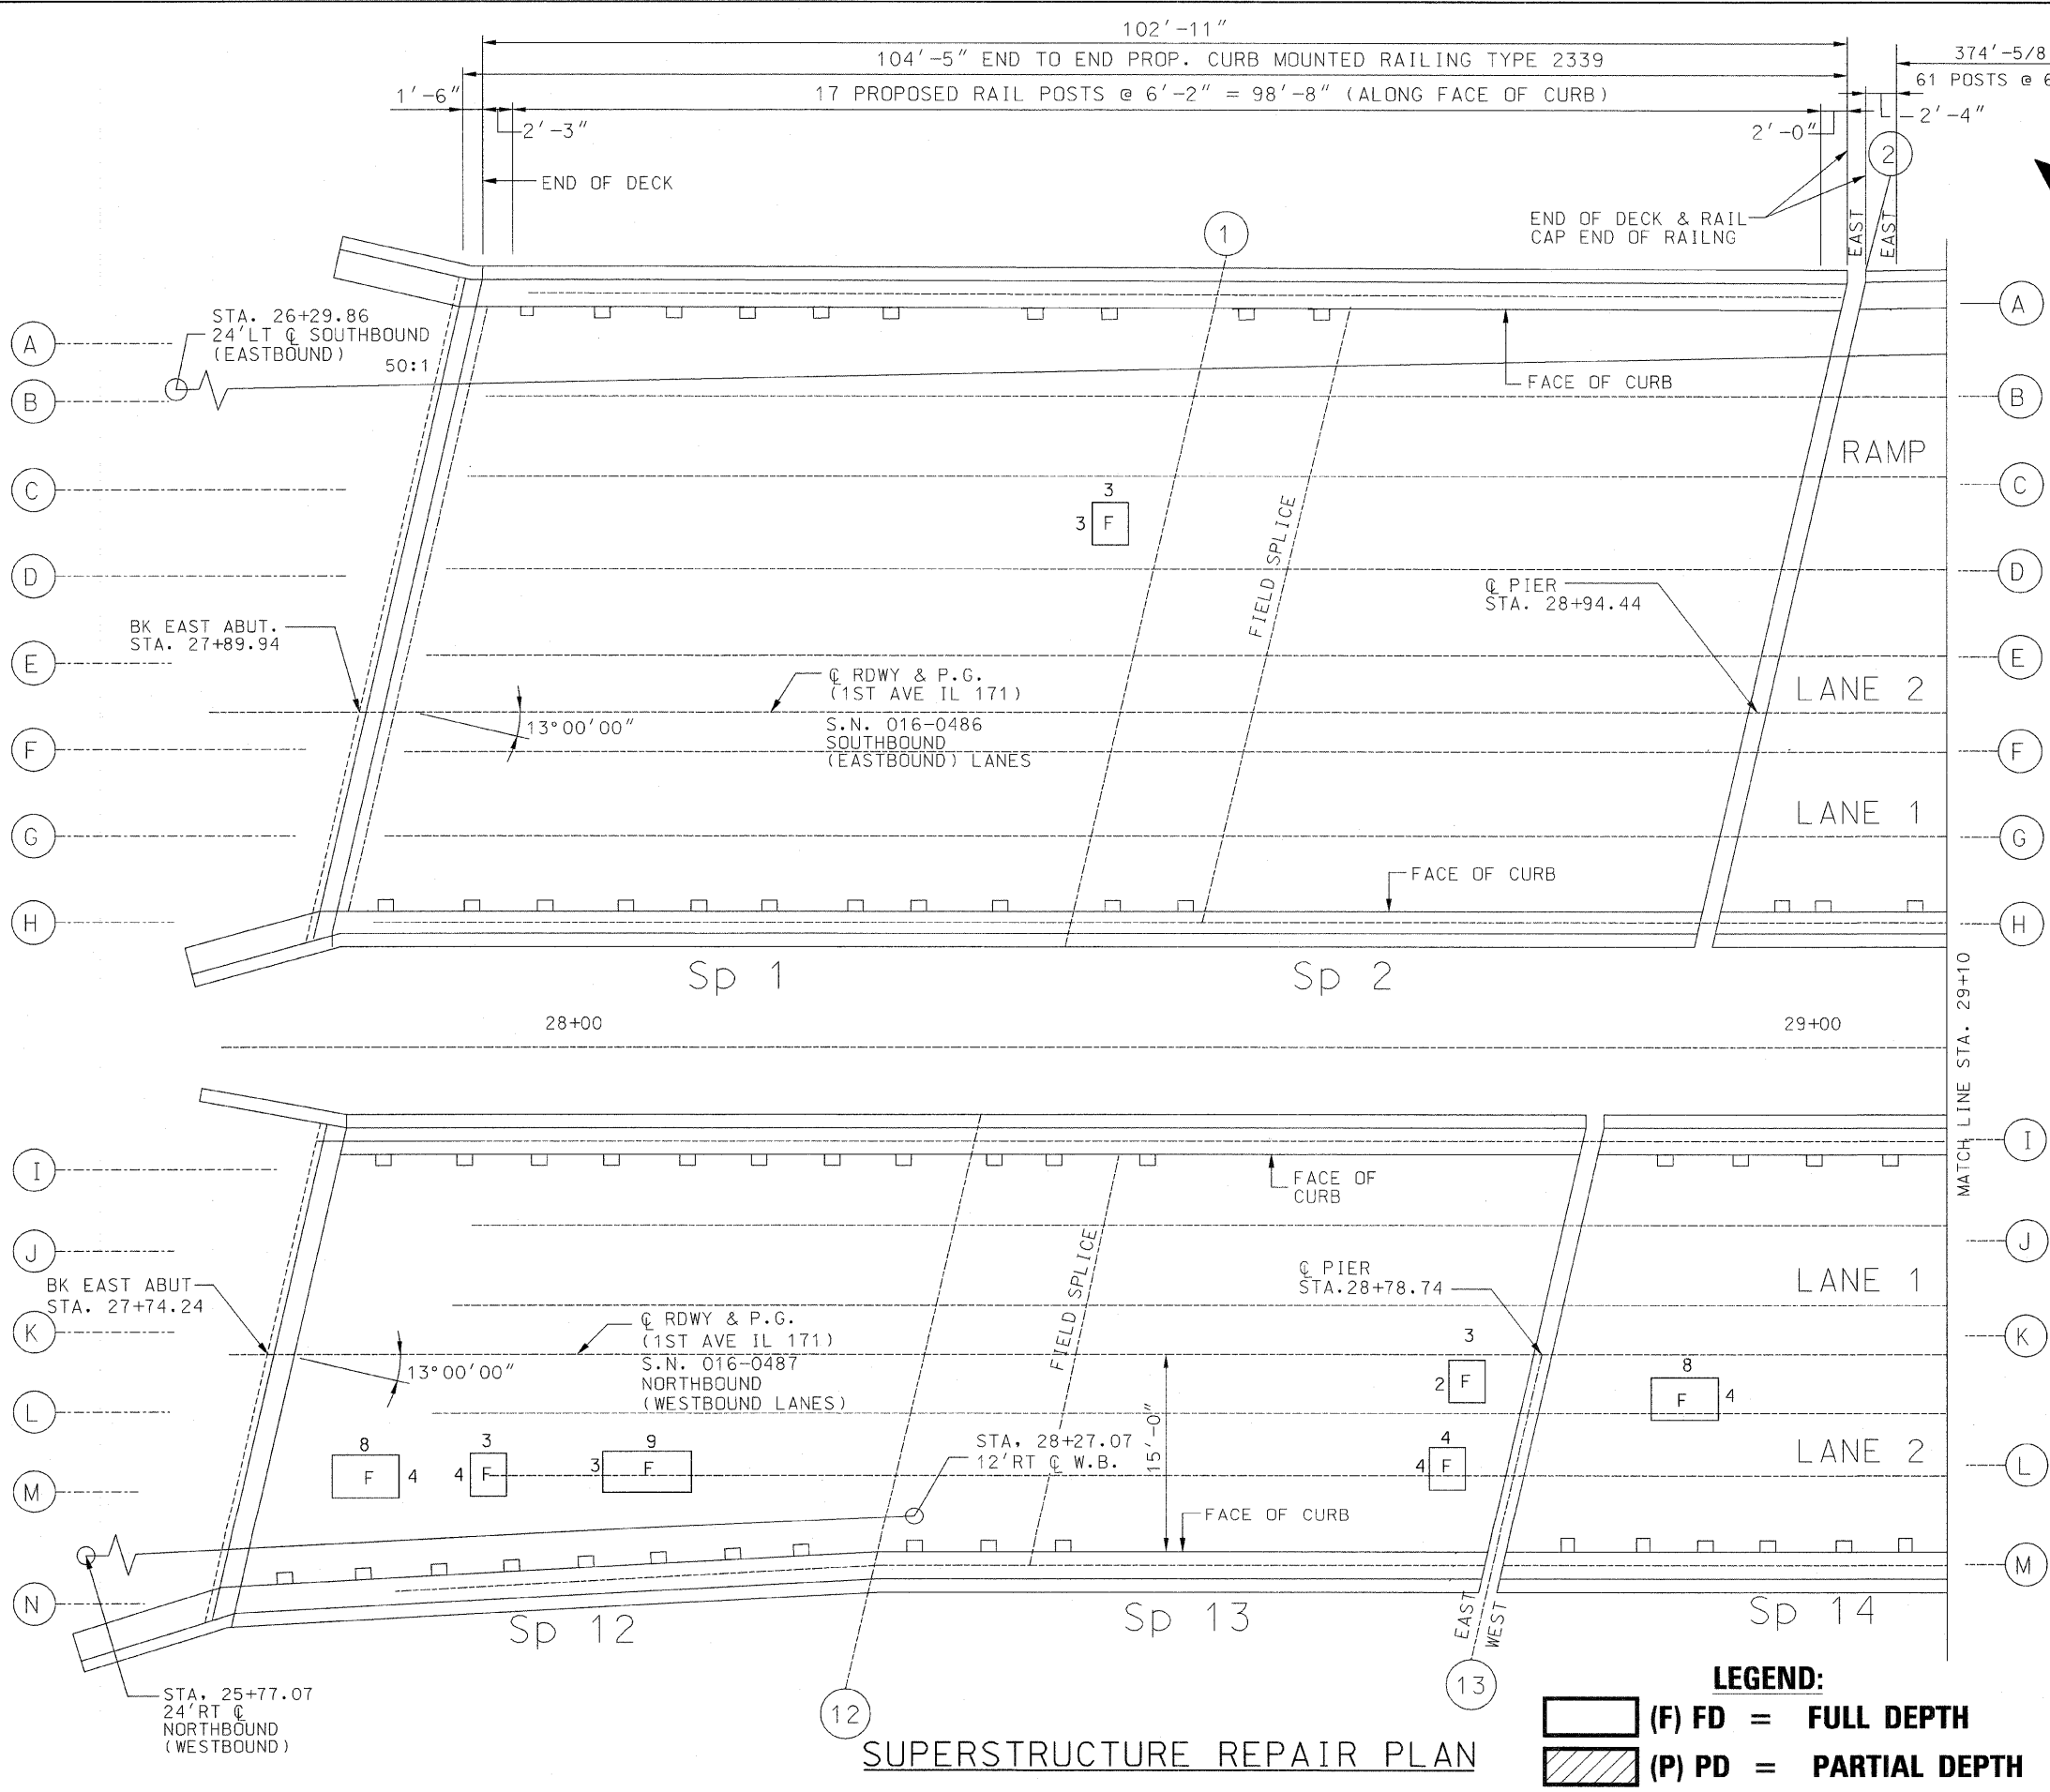 102'-11"
104'-5" END TO END PROP. CURB MOUNTED RAILING TYPE 2339
374'-5/8
1'-6"
17 PROPOSED RAIL POSTS @ 6'-2" = 98'-8" (ALONG FACE OF CURB)
61 POSTS @ 6
2'-3"
2'-0"
2'-4"
2
END OF DECK
1
END OF DECK & RAIL
CAP END OF RAILNG
EAST
EAST
STA. 26+29.86
24'LT ℄ SOUTHBOUND
(EASTBOUND)
50:1
A
A
FACE OF CURB
B
B
RAMP
C
C
3
3
F
FIELD SPLICE
D
D
℄ PIER
STA. 28+94.44
BK EAST ABUT.
STA. 27+89.94
E
E
℄ RDWY & P.G.
(1ST AVE IL 171)
LANE 2
13°00'00"
S.N. 016-0486
SOUTHBOUND
(EASTBOUND) LANES
F
F
LANE 1
G
G
FACE OF CURB
H
H
Sp 1
Sp 2
28+00
29+00
MATCH LINE STA. 29+10
I
I
FACE OF
CURB
J
J
FIELD SPLICE
BK EAST ABUT
STA. 27+74.24
℄ PIER
STA.28+78.74
LANE 1
K
K
℄ RDWY & P.G.
(1ST AVE IL 171)
S.N. 016-0487
NORTHBOUND
(WESTBOUND LANES)
13°00'00"
3
2
F
8
F
4
L
15'-0"
8
F
4
3
4
F
9
3
F
STA. 28+27.07
12'RT ℄ W.B.
4
4
F
LANE 2
L
M
FACE OF CURB
M
N
Sp 12
Sp 13
EAST
WEST
Sp 14
13
12
STA. 25+77.07
24'RT ℄
NORTHBOUND
(WESTBOUND)
SUPERSTRUCTURE REPAIR PLAN
LEGEND:
(F) FD = FULL DEPTH
(P) PD = PARTIAL DEPTH